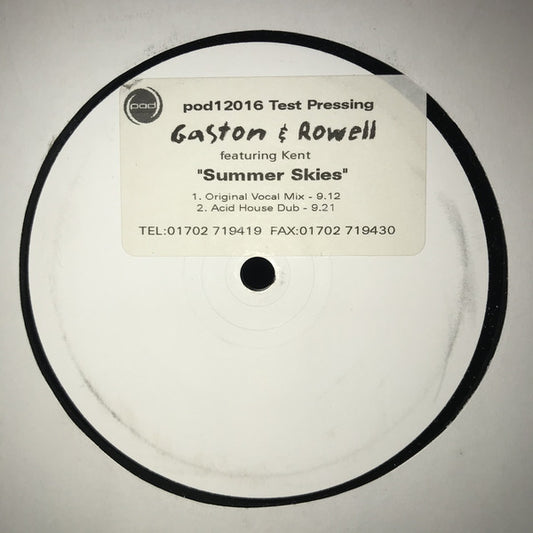 pod
pod12016 Test Pressing
Gaston & Rowell
featuring Kent
"Summer Skies"
1. Original Vocal Mix - 9.12
2. Acid House Dub - 9.21
TEL:01702 719419 FAX:01702 719430